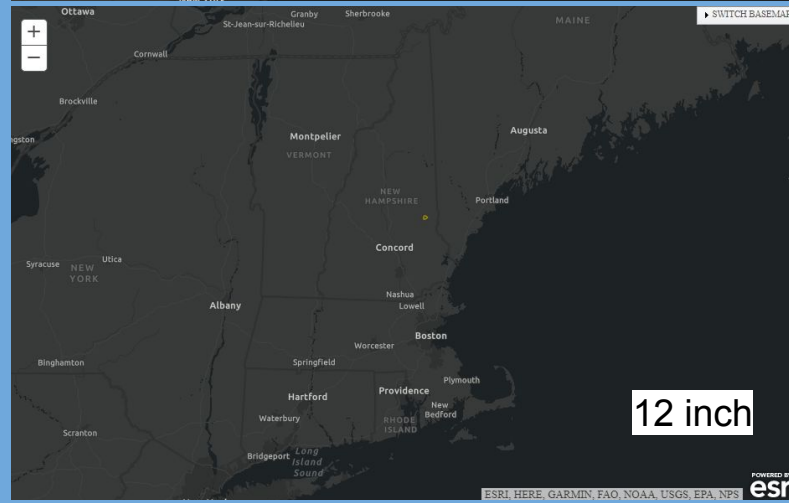 Ottawa
Granby
Sherbrooke
St-Jean-sur-Richelieu
MAINE
SWITCH BASEMAP
+
−
Cornwall
Brockville
Montpelier
VERMONT
Augusta
NEW
HAMPSHIRE
Portland
Concord
Syracuse
Utica
NEW
YORK
Nashua
Lowell
Albany
Boston
Worcester
Binghamton
Springfield
Plymouth
Hartford
Providence
New
Bedford
Waterbury
RHODE
ISLAND
Scranton
12 inch
Bridgeport
Long
Island
Sound
POWERED BY
esri
ESRI, HERE, GARMIN, FAO, NOAA, USGS, EPA, NPS